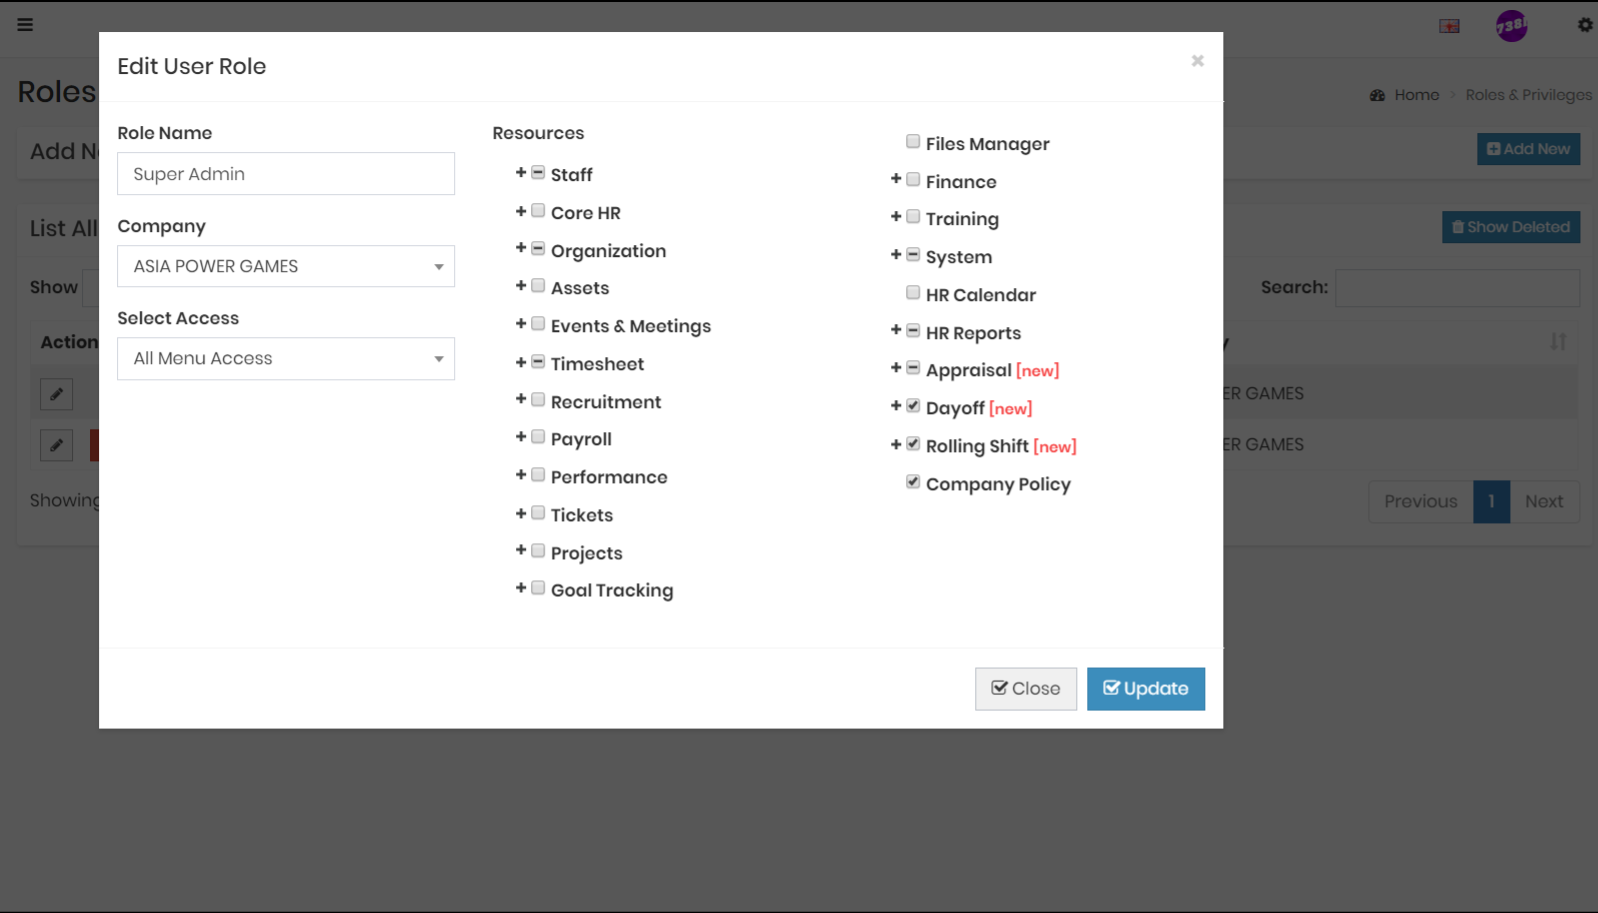 738!
Roles
Home
Roles & Privileges
Add N
Add New
List All
Show Deleted
Show
Search:
Action
y
ER GAMES
ER GAMES
Showing
Previous
1
Next
Edit User Role
×
Role Name
Super Admin
Company
ASIA POWER GAMES
Select Access
All Menu Access
Resources
Staff
Core HR
Organization
Assets
Events & Meetings
Timesheet
Recruitment
Payroll
Performance
Tickets
Projects
Goal Tracking
Files Manager
Finance
Training
System
HR Calendar
HR Reports
Appraisal [new]
Dayoff [new]
Rolling Shift [new]
Company Policy
Close
Update